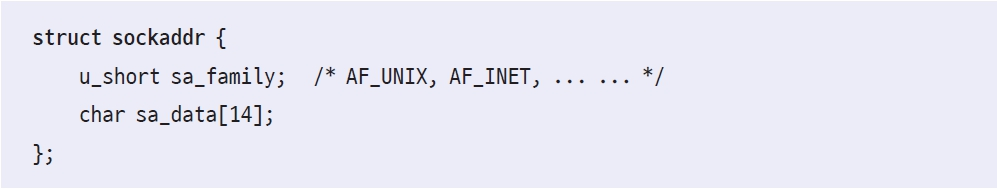 struct sockaddr {
    u_short sa_family;   /* AF_UNIX, AF_INET, ... ... */
    char sa_data[14];
};